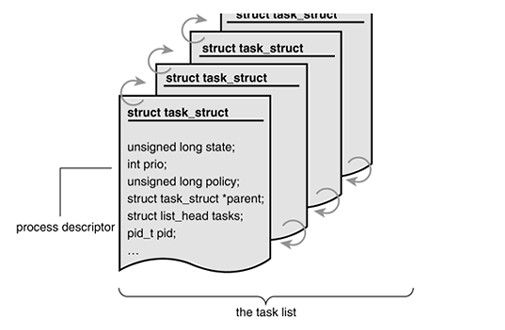 struct task_struct
struct task_struct
struct task_struct
struct task_struct
unsigned long state;
int prio;
unsigned long policy;
struct task_struct *parent;
struct list_head tasks;
pid_t pid;
...
process descriptor
the task list